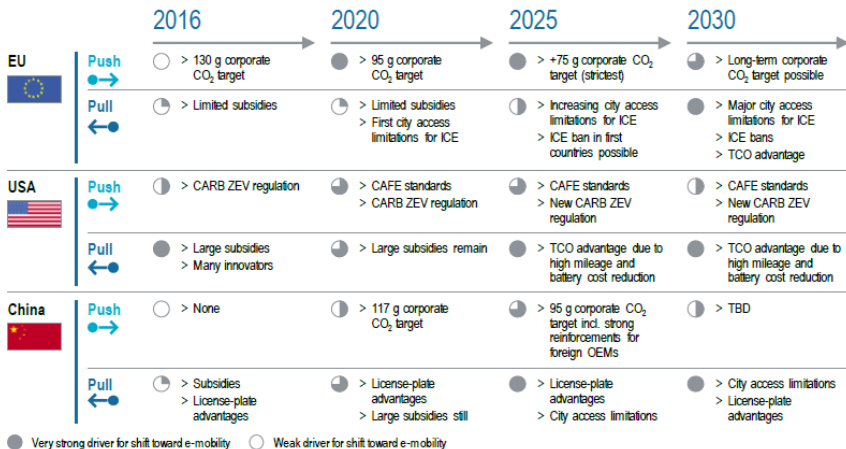 2016 2020 2025 2030
EU
Push
> 130 g corporate
CO₂ target
> 95 g corporate
CO₂ target
> +75 g corporate CO₂
target (strictest)
> Long-term corporate
CO₂ target possible
Pull
> Limited subsidies
> Limited subsidies
> First city access
limitations for ICE
> Increasing city access
limitations for ICE
> ICE ban in first
countries possible
> Major city access
limitations for ICE
> ICE bans
> TCO advantage
USA
Push
> CARB ZEV regulation
> CAFE standards
> CARB ZEV regulation
> CAFE standards
> New CARB ZEV
regulation
> CAFE standards
> New CARB ZEV
regulation
Pull
> Large subsidies
> Many innovators
> Large subsidies remain
> TCO advantage due to
high mileage and
battery cost reduction
> TCO advantage due to
high mileage and
battery cost reduction
China
Push
> None
> 117 g corporate
CO₂ target
> 95 g corporate CO₂
target incl. strong
reinforcements for
foreign OEMs
> TBD
Pull
> Subsidies
> License-plate
advantages
> License-plate
advantages
> Large subsidies still
> License-plate
advantages
> City access limitations
> City access limitations
> License-plate
advantages
Very strong driver for shift toward e-mobility Weak driver for shift toward e-mobility